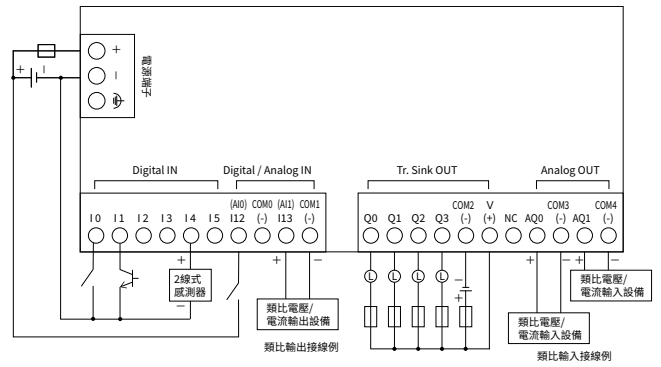 +
−
電源端子
+ −
Digital IN
Digital / Analog IN
Tr. Sink OUT
Analog OUT
(AI0) COM0 (AI1) COM1
I0 I1 I2 I3 I4 I5 I12 (-) I13 (-)
COM2 V COM3 COM4
Q0 Q1 Q2 Q3 (-) (+) NC AQ0 (-) AQ1 (-)
+ + − + − + −
L L L L
− +
2線式
感測器
−
類比電壓/
電流輸出設備
類比輸出接線例
類比電壓/
電流輸入設備
類比電壓/
電流輸入設備
類比輸入接線例